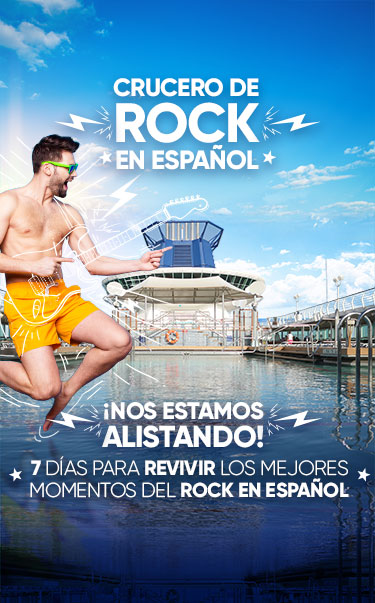 CRUCERO DE
ROCK
EN ESPAÑOL
¡NOS ESTAMOS
ALISTANDO!
7 DÍAS PARA REVIVIR LOS MEJORES
MOMENTOS DEL ROCK EN ESPAÑOL